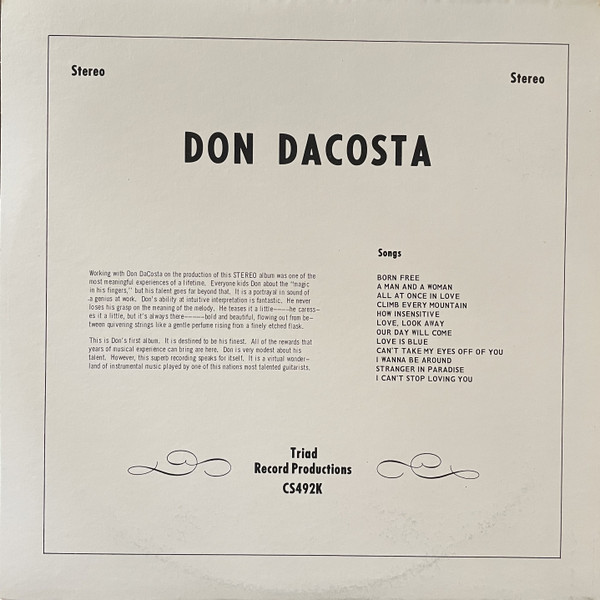 Stereo
Stereo
DON DACOSTA
Working with Don DaCosta on the production of this STEREO album was one of the
most meaningful experiences of a lifetime. Everyone kids Don about the "magic
in his fingers," but his talent goes far beyond that. It is a portrayal in sound of
a genius at work. Don's ability at intuitive interpretation is fantastic. He never
loses his grasp on the meaning of the melody. He teases it a little----he caress-
es it a little, but it's always there-----bold and beautiful, flowing out from be-
tween quivering strings like a gentle perfume rising from a finely etched flask.
This is Don's first album. It is destined to be his finest. All of the rewards that
years of musical experience can bring are here. Don is very modest about his
talent. However, this superb recording speaks for itself. It is a virtual wonder-
land of instrumental music played by one of this nations most talented guitarists.
Songs
BORN FREE
A MAN AND A WOMAN
ALL AT ONCE IN LOVE
CLIMB EVERY MOUNTAIN
HOW INSENSITIVE
LOVE, LOOK AWAY
OUR DAY WILL COME
LOVE IS BLUE
CAN'T TAKE MY EYES OFF OF YOU
I WANNA BE AROUND
STRANGER IN PARADISE
I CAN'T STOP LOVING YOU
Triad
Record Productions
CS492K